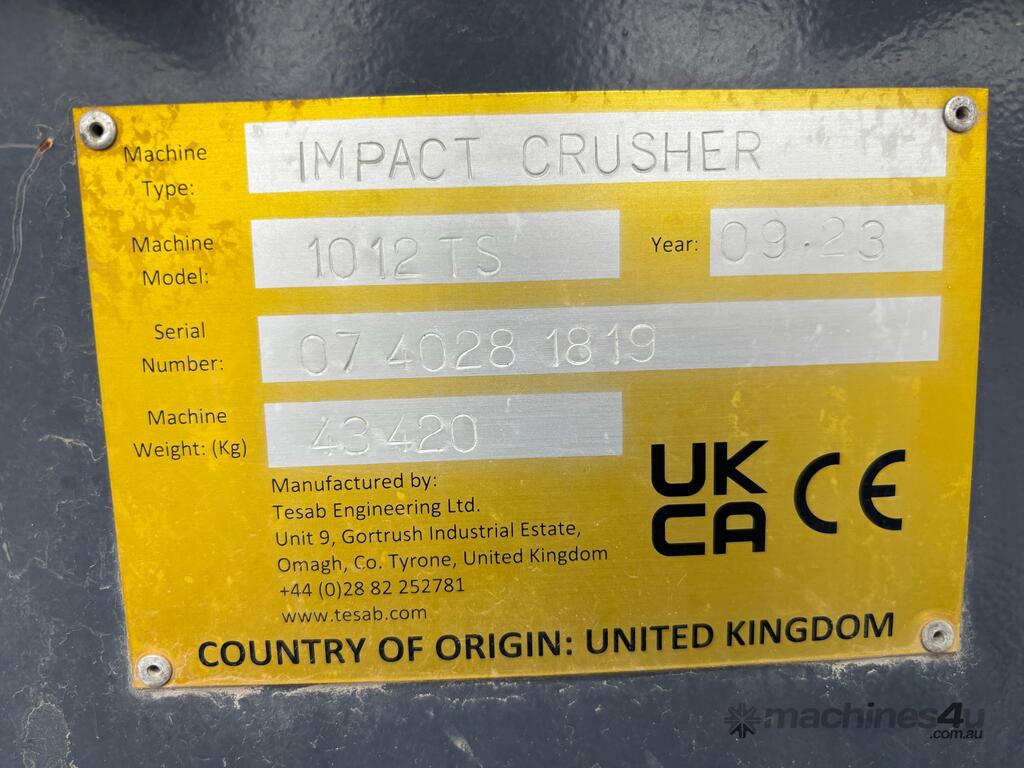 Machine Type: IMPACT CRUSHER
Machine Model: 1012 TS Year: 09.23
Serial Number: 07 4028 1819
Machine Weight: (Kg) 43 420
Manufactured by:
Tesab Engineering Ltd.
Unit 9, Gortrush Industrial Estate,
Omagh, Co. Tyrone, United Kingdom
+44 (0)28 82 252781
www.tesab.com
UK
CA
CE
COUNTRY OF ORIGIN: UNITED KINGDOM
machines4u
.com.au